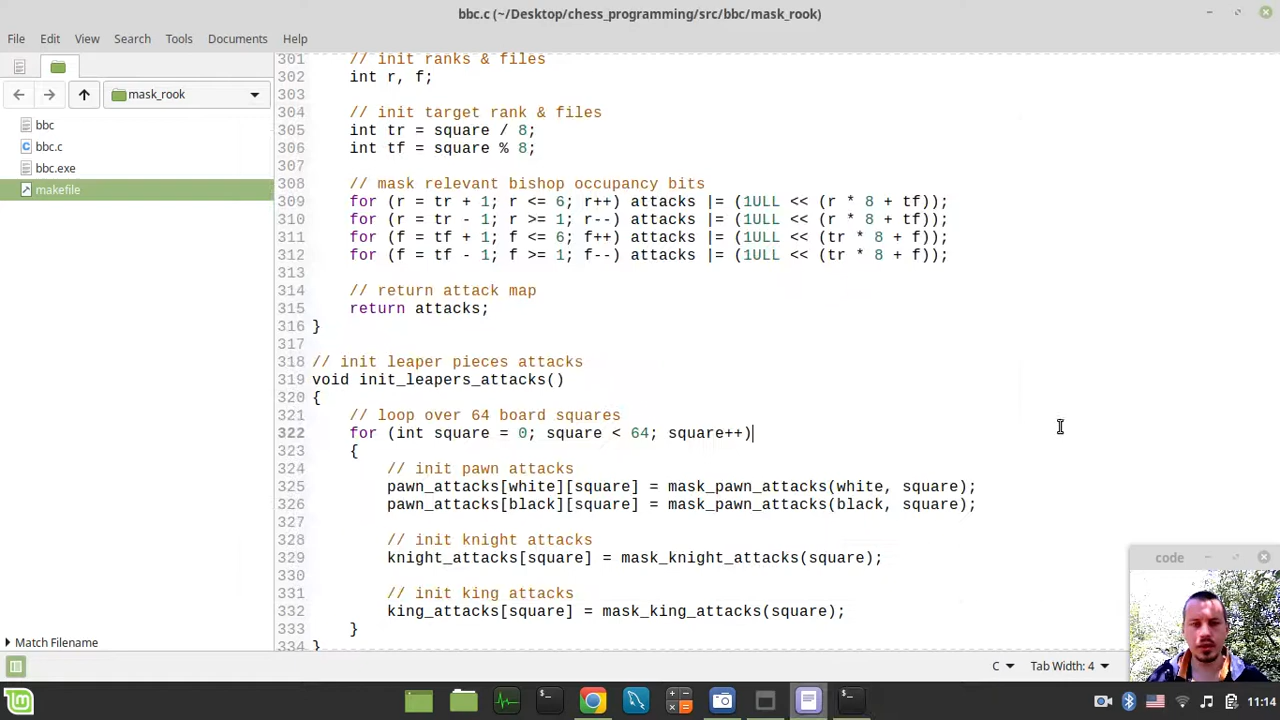 bbc.c (~/Desktop/chess_programming/src/bbc/mask_rook)
File Edit View Search Tools Documents Help
mask_rook
bbc
bbc.c
bbc.exe
makefile
301 // init ranks & files
302 int r, f;
303
304 // init target rank & files
305 int tr = square / 8;
306 int tf = square % 8;
307
308 // mask relevant bishop occupancy bits
309 for (r = tr + 1; r <= 6; r++) attacks |= (1ULL << (r * 8 + tf));
310 for (r = tr - 1; r >= 1; r--) attacks |= (1ULL << (r * 8 + tf));
311 for (f = tf + 1; f <= 6; f++) attacks |= (1ULL << (tr * 8 + f));
312 for (f = tf - 1; f >= 1; f--) attacks |= (1ULL << (tr * 8 + f));
313
314 // return attack map
315 return attacks;
316 }
317
318 // init leaper pieces attacks
319 void init_leapers_attacks()
320 {
321 // loop over 64 board squares
322 for (int square = 0; square < 64; square++)
323 {
324 // init pawn attacks
325 pawn_attacks[white][square] = mask_pawn_attacks(white, square);
326 pawn_attacks[black][square] = mask_pawn_attacks(black, square);
327
328 // init knight attacks
329 knight_attacks[square] = mask_knight_attacks(square);
330
331 // init king attacks
332 king_attacks[square] = mask_king_attacks(square);
333 }
334 }
code
Match Filename
C Tab Width: 4
11:14